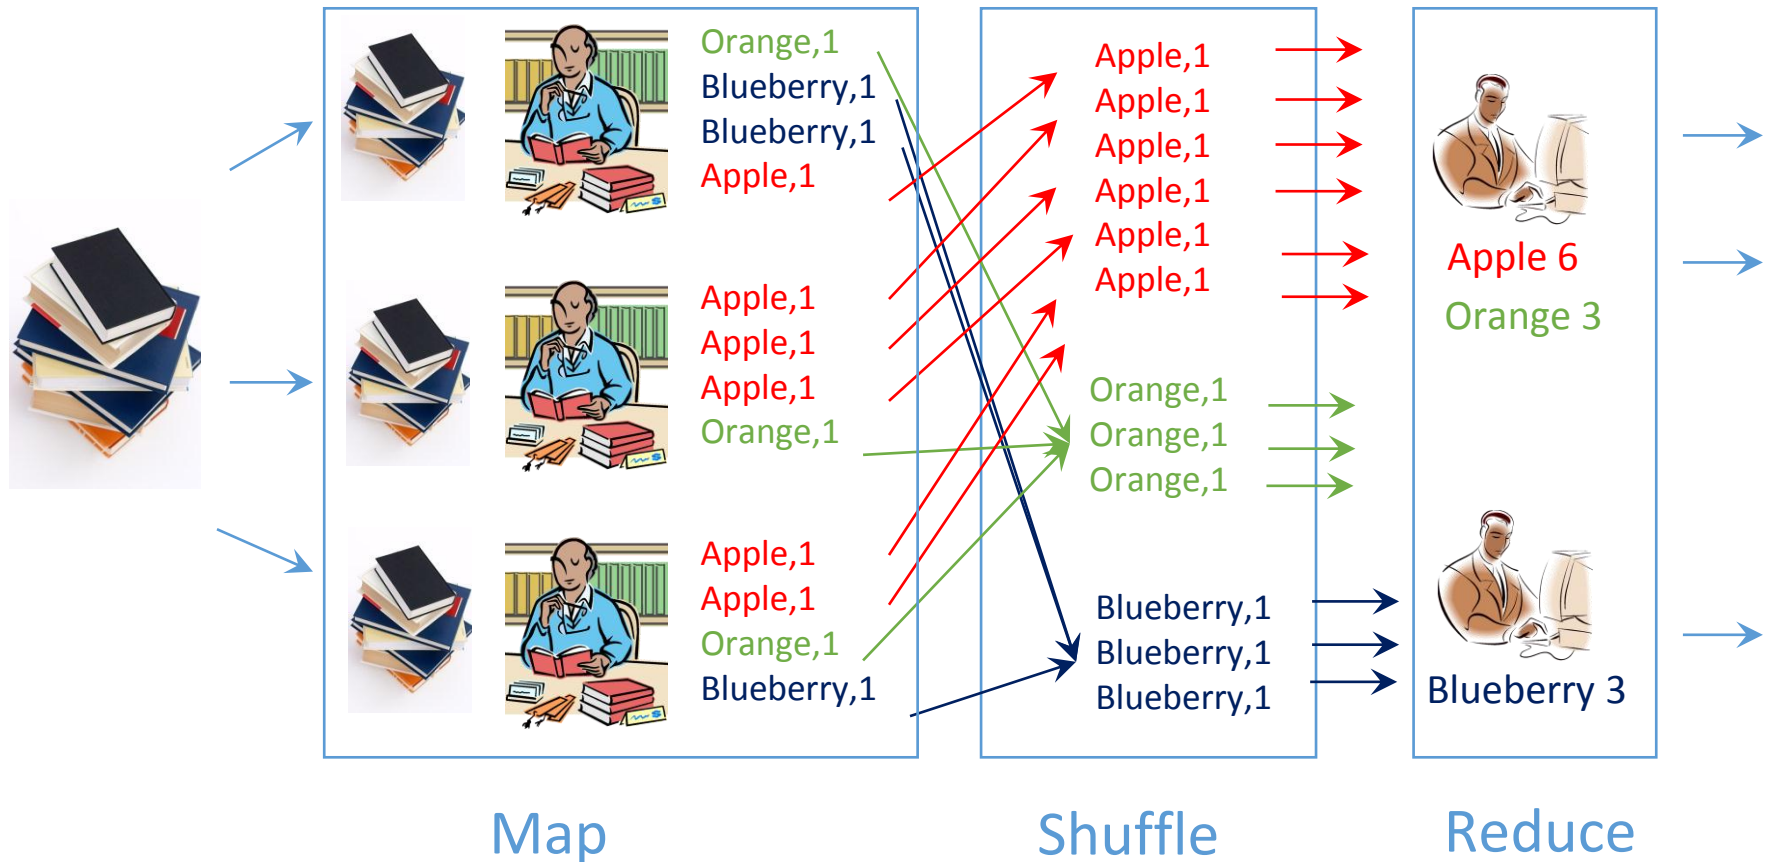 Orange,1
Blueberry,1
Blueberry,1
Apple,1
Apple,1
Apple,1
Apple,1
Orange,1
Apple,1
Apple,1
Orange,1
Blueberry,1
Map
Apple,1
Apple,1
Apple,1
Apple,1
Apple,1
Apple,1
Orange,1
Orange,1
Orange,1
Blueberry,1
Blueberry,1
Blueberry,1
Shuffle
Apple 6
Orange 3
Blueberry 3
Reduce